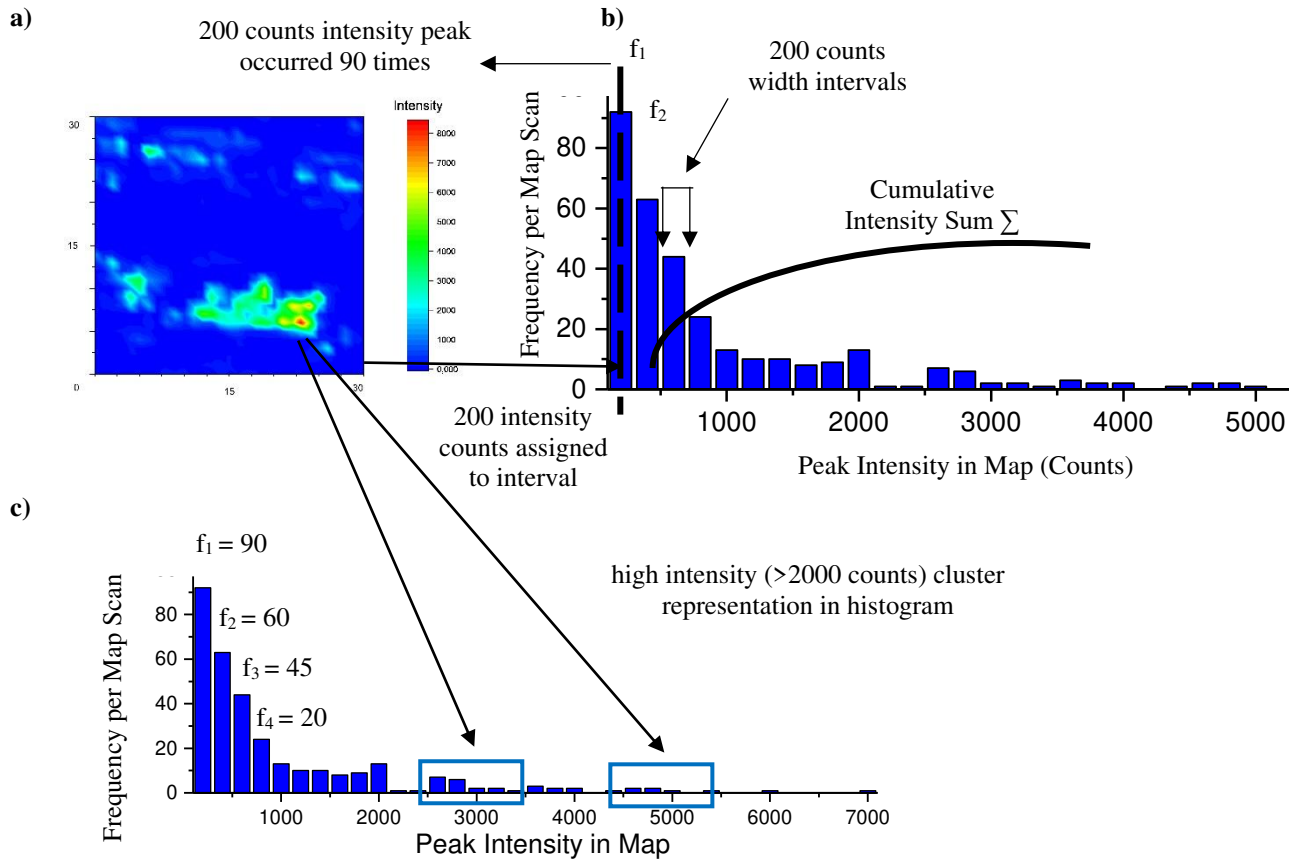 a)
200 counts intensity peak
occurred 90 times
Intensity
30
15
0
15
30
8000
7000
6000
5000
4000
3000
2000
1000
0,000
b)
f₁
f₂
200 counts
width intervals
Cumulative
Intensity Sum ∑
Frequency per Map Scan
80
60
40
20
0
1000
2000
3000
4000
5000
Peak Intensity in Map (Counts)
200 intensity
counts assigned
to interval
c)
f₁ = 90
f₂ = 60
f₃ = 45
f₄ = 20
high intensity (>2000 counts) cluster
representation in histogram
Frequency per Map Scan
80
60
40
20
0
1000
2000
3000
4000
5000
6000
7000
Peak Intensity in Map